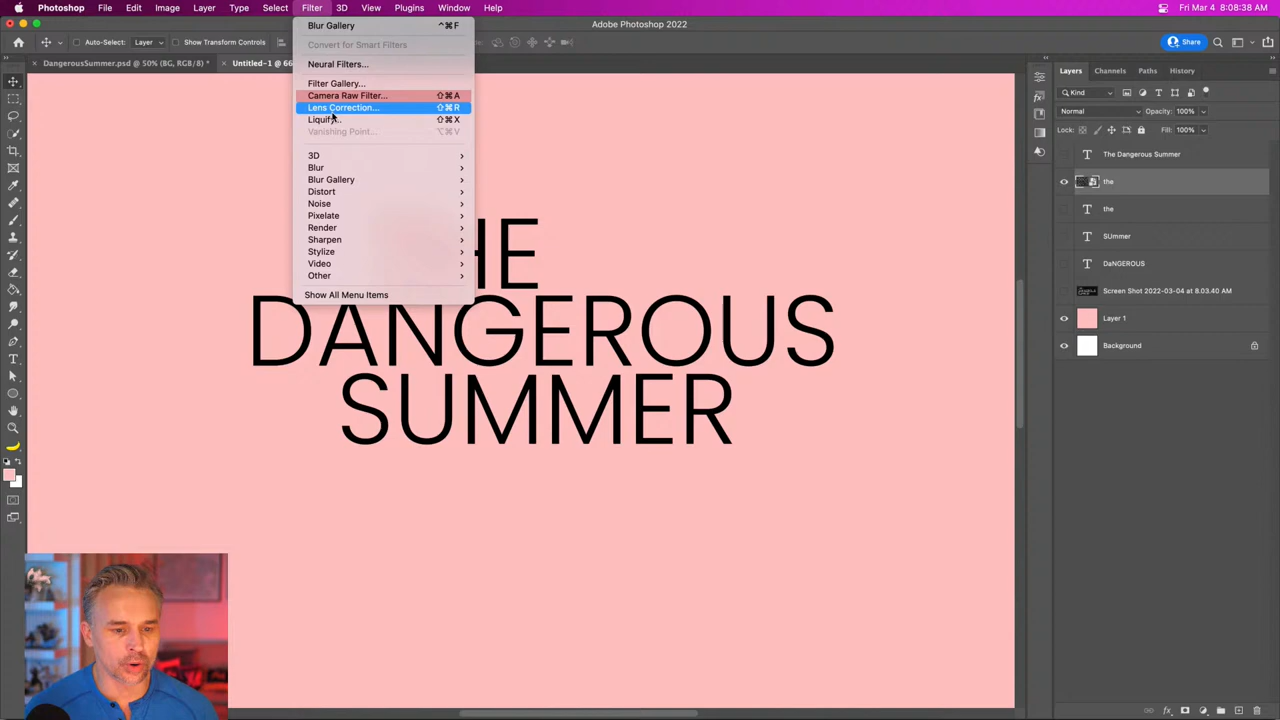 Photoshop File Edit Image Layer Type Select Filter 3D View Plugins Window Help Fri Mar 4 8:08:38 AM
Adobe Photoshop 2022
Auto-Select: Layer Show Transform Controls
Share
DangerousSummer.psd @ 50% (BG, RGB/8) *
Untitled-1 @ 66
Blur Gallery ^⌘F
Convert for Smart Filters
Neural Filters...
Filter Gallery...
Camera Raw Filter... ⇧⌘A
Lens Correction... ⇧⌘R
Liquify... ⇧⌘X
Vanishing Point... ⌥⌘V
3D
Blur
Blur Gallery
Distort
Noise
Pixelate
Render
Sharpen
Stylize
Video
Other
Show All Menu Items
HE
DANGEROUS
SUMMER
Layers Channels Paths History
Kind
Normal Opacity: 100%
Lock: Fill: 100%
The Dangerous Summer
the
the
SUmmer
DaNGEROUS
Screen Shot 2022-03-04 at 8.03.40 AM
Layer 1
Background